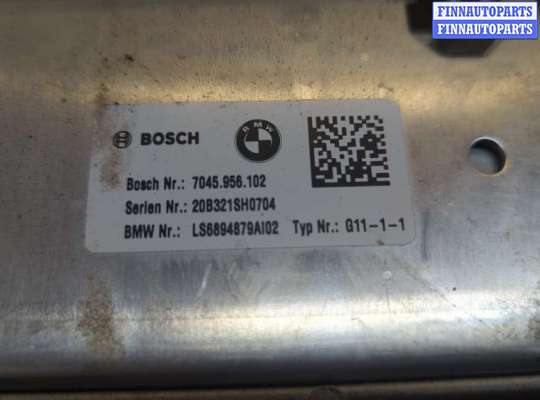 FINNAUTOPARTS
FINNAUTOPARTS
BOSCH
BMW
Bosch Nr.: 7045.956.102
Serien Nr.: 20B321SH0704
BMW Nr.: LS6894879AI02 Typ Nr.: G11-1-1